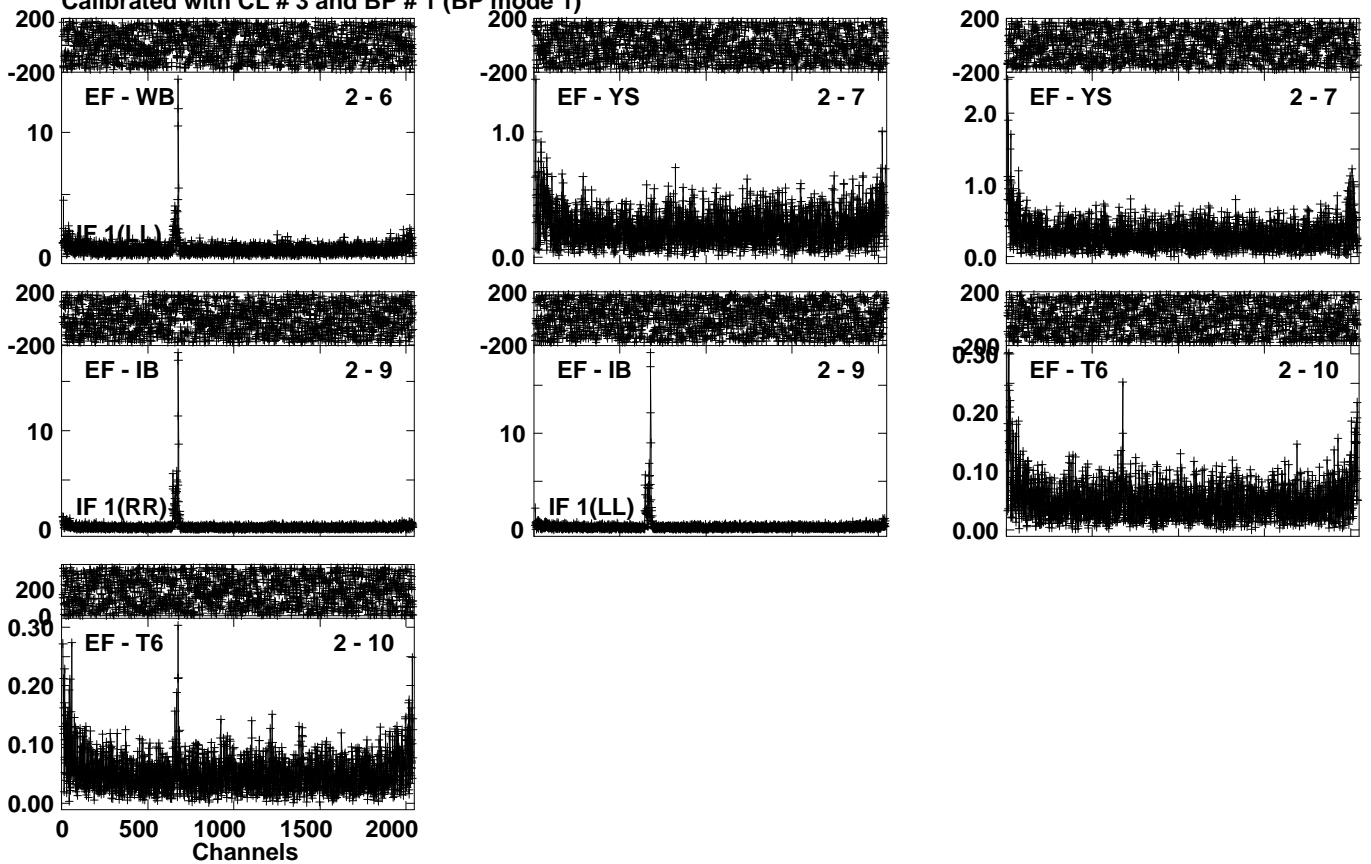 Calibrated with CL # 3 and BP # 1 (BP mode 1)
200
-200
EF - WB
2 - 6
10
IF 1(LL)
0
200
-200
EF - YS
2 - 7
1.0
0.0
200
-200
EF - YS
2 - 7
2.0
1.0
0.0
200
-200
EF - IB
2 - 9
10
IF 1(RR)
0
200
-200
EF - IB
2 - 9
10
IF 1(LL)
0
200
-200
0.30
EF - T6
2 - 10
0.20
0.10
0.00
200
0
0.30
EF - T6
2 - 10
0.20
0.10
0.00
0 500 1000 1500 2000
Channels